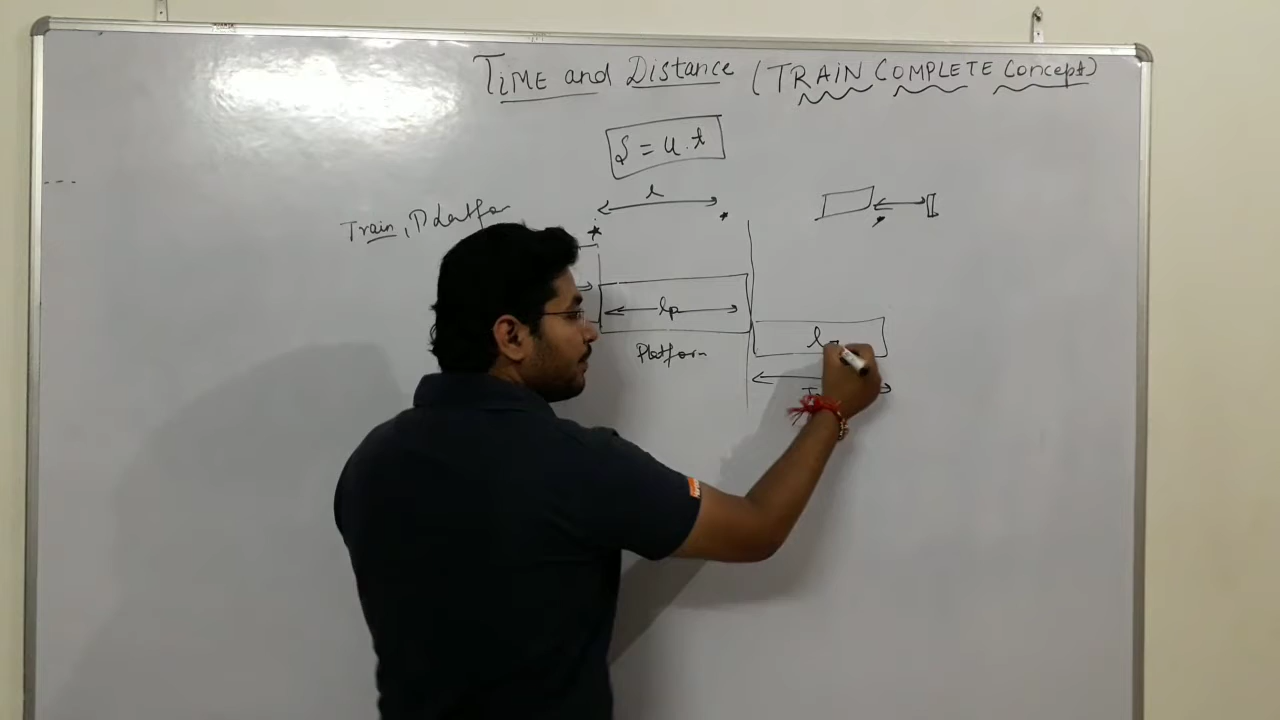 TIME and Distance (TRAIN COMPLETE Concept)
S = u.t
l
Train, Platfor
lp
Platform
l